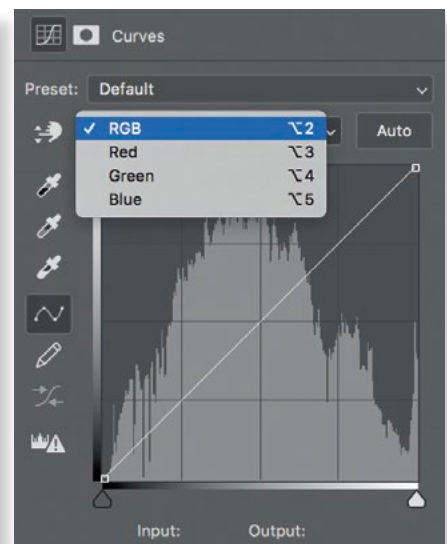 Curves
Preset: Default
✓ RGB ⌥2
Auto
Red ⌥3
Green ⌥4
Blue ⌥5
Input: Output: